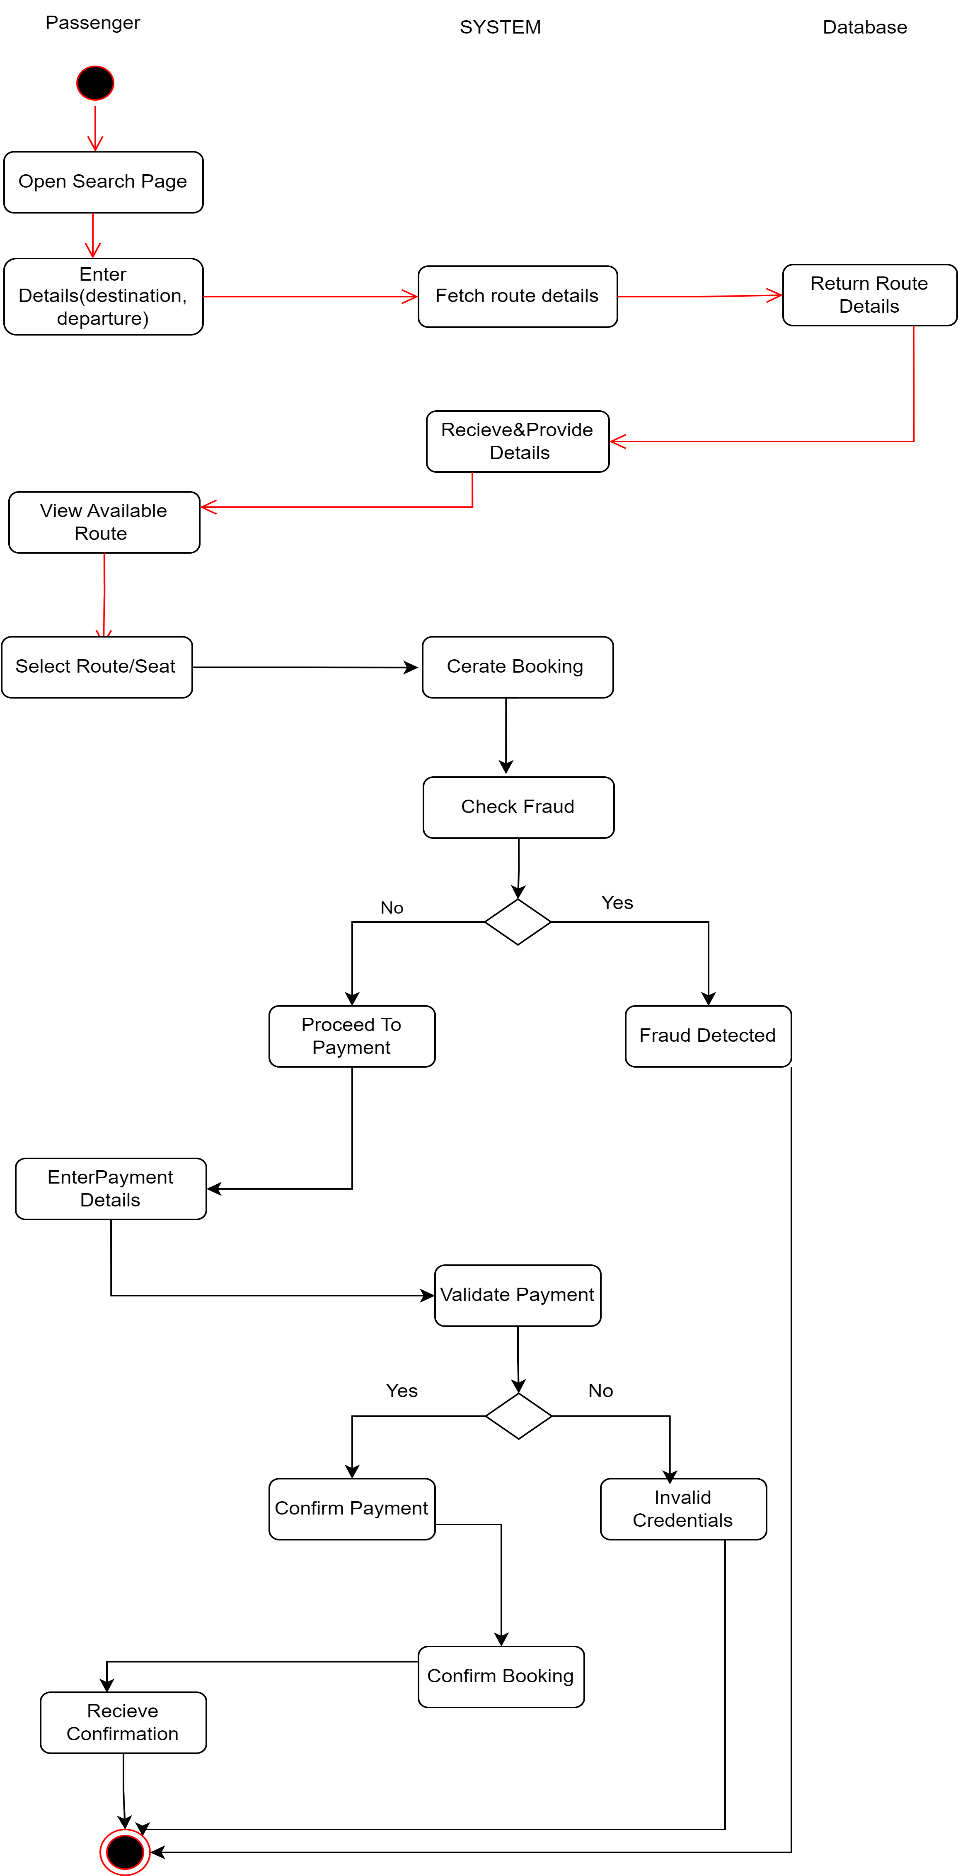 Passenger
SYSTEM
Database
Open Search Page
Enter
Details(destination,
departure)
Fetch route details
Return Route
Details
Recieve&Provide
Details
View Available
Route
Select Route/Seat
Cerate Booking
Check Fraud
No
Yes
Proceed To
Payment
Fraud Detected
EnterPayment
Details
Validate Payment
Yes
No
Confirm Payment
Invalid
Credentials
Confirm Booking
Recieve
Confirmation